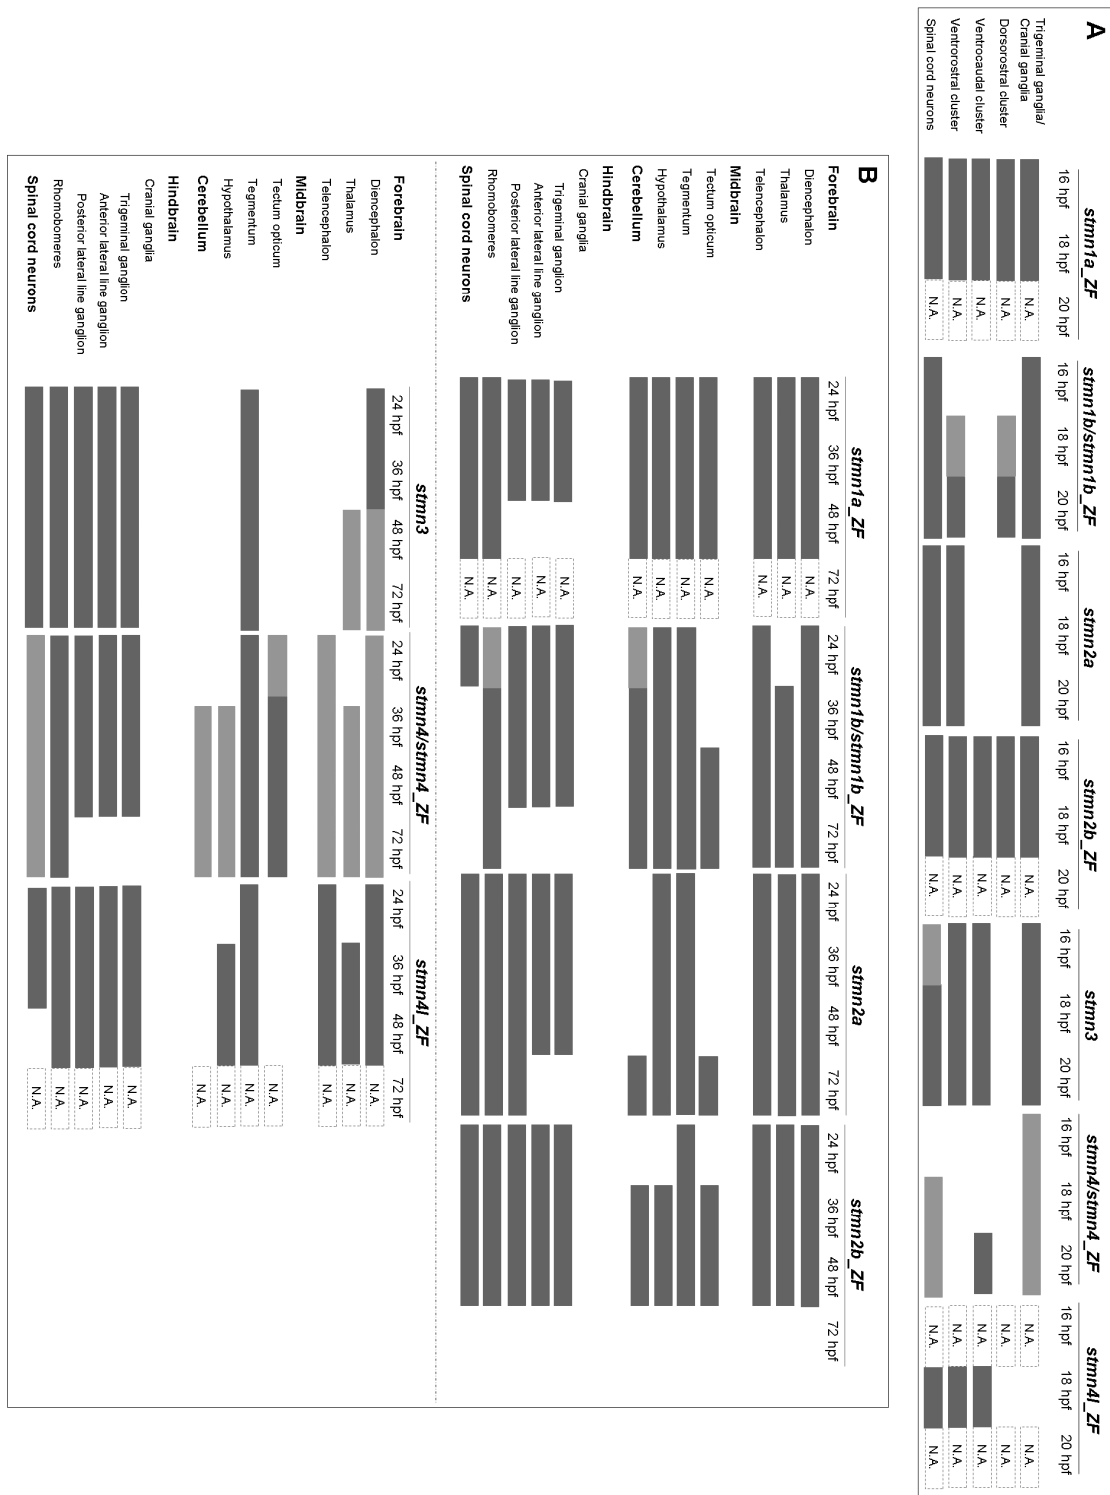 A
stmn1a_ZF stmn1b/stmn1b_ZF stmn2a stmn2b_ZF stmn3 stmn4/stmn4_ZF stmn4l_ZF
16 hpf 18 hpf 20 hpf 16 hpf 18 hpf 20 hpf 16 hpf 18 hpf 20 hpf 16 hpf 18 hpf 20 hpf 16 hpf 18 hpf 20 hpf 16 hpf 18 hpf 20 hpf 16 hpf 18 hpf 20 hpf
Trigeminal ganglia/
Cranial ganglia N.A. N.A. N.A. N.A.
Dorsorostral cluster N.A. N.A. N.A. N.A.
Ventrocaudal cluster N.A. N.A. N.A. N.A.
Ventrorostral cluster N.A. N.A. N.A. N.A.
Spinal cord neurons N.A. N.A. N.A. N.A.
B
stmn1a_ZF stmn1b/stmn1b_ZF stmn2a stmn2b_ZF
Forebrain 24 hpf 36 hpf 48 hpf 72 hpf 24 hpf 36 hpf 48 hpf 72 hpf 24 hpf 36 hpf 48 hpf 72 hpf 24 hpf 36 hpf 48 hpf 72 hpf
Diencephalon N.A.
Thalamus N.A.
Telencephalon N.A.
Midbrain
Tectum opticum N.A.
Tegmentum N.A.
Hypothalamus N.A.
Cerebellum N.A.
Hindbrain
Cranial ganglia
Trigeminal ganglion N.A.
Anterior lateral line ganglion N.A.
Posterior lateral line ganglion N.A.
Rhomobomeres N.A.
Spinal cord neurons N.A.
stmn3 stmn4/stmn4_ZF stmn4l_ZF
Forebrain 24 hpf 36 hpf 48 hpf 72 hpf 24 hpf 36 hpf 48 hpf 72 hpf 24 hpf 36 hpf 48 hpf 72 hpf
Diencephalon N.A.
Thalamus N.A.
Telencephalon N.A.
Midbrain
Tectum opticum N.A.
Tegmentum N.A.
Hypothalamus N.A.
Cerebellum N.A.
Hindbrain
Cranial ganglia
Trigeminal ganglion N.A.
Anterior lateral line ganglion N.A.
Posterior lateral line ganglion N.A.
Rhomobomeres N.A.
Spinal cord neurons N.A.